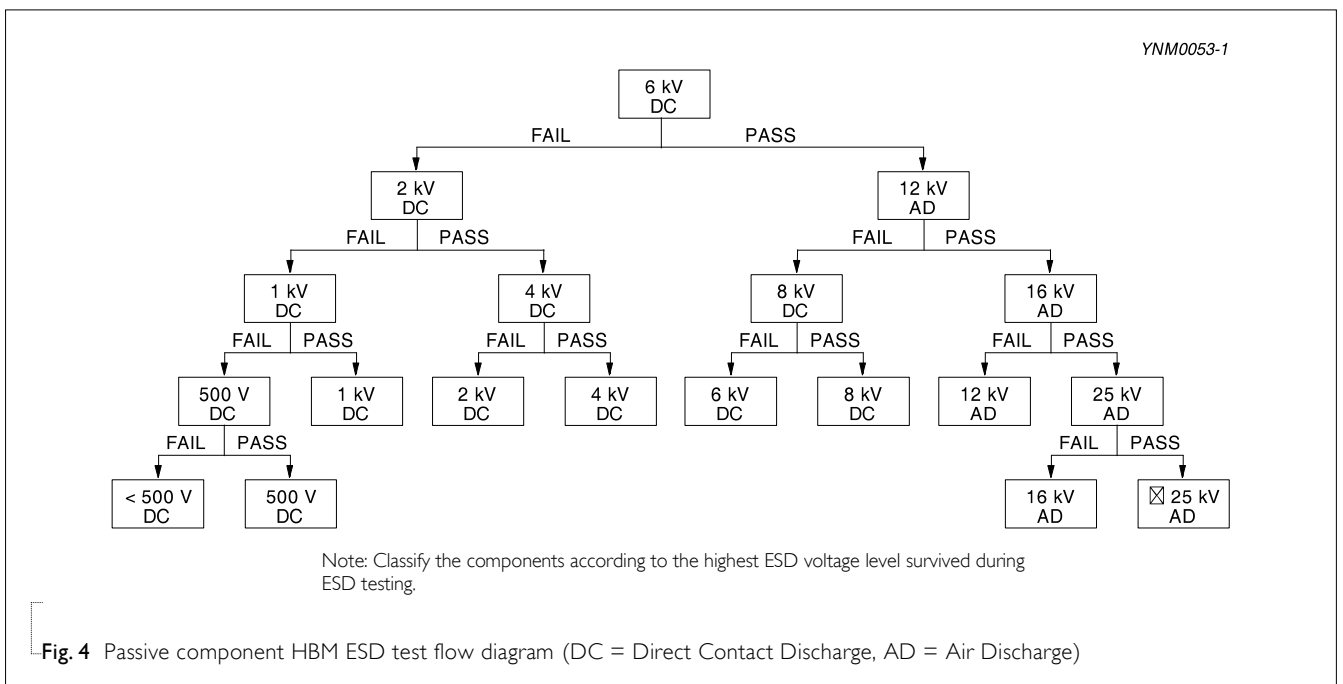 YNM0053-1
6 kV
DC
FAIL PASS
2 kV
DC
12 kV
AD
FAIL PASS
FAIL PASS
1 kV
DC
4 kV
DC
8 kV
DC
16 kV
AD
FAIL PASS
FAIL PASS
FAIL PASS
FAIL PASS
500 V
DC
1 kV
DC
2 kV
DC
4 kV
DC
6 kV
DC
8 kV
DC
12 kV
AD
25 kV
AD
FAIL PASS
FAIL PASS
< 500 V
DC
500 V
DC
16 kV
AD
☒ 25 kV
AD
Note: Classify the components according to the highest ESD voltage level survived during
ESD testing.
Fig. 4 Passive component HBM ESD test flow diagram (DC = Direct Contact Discharge, AD = Air Discharge)